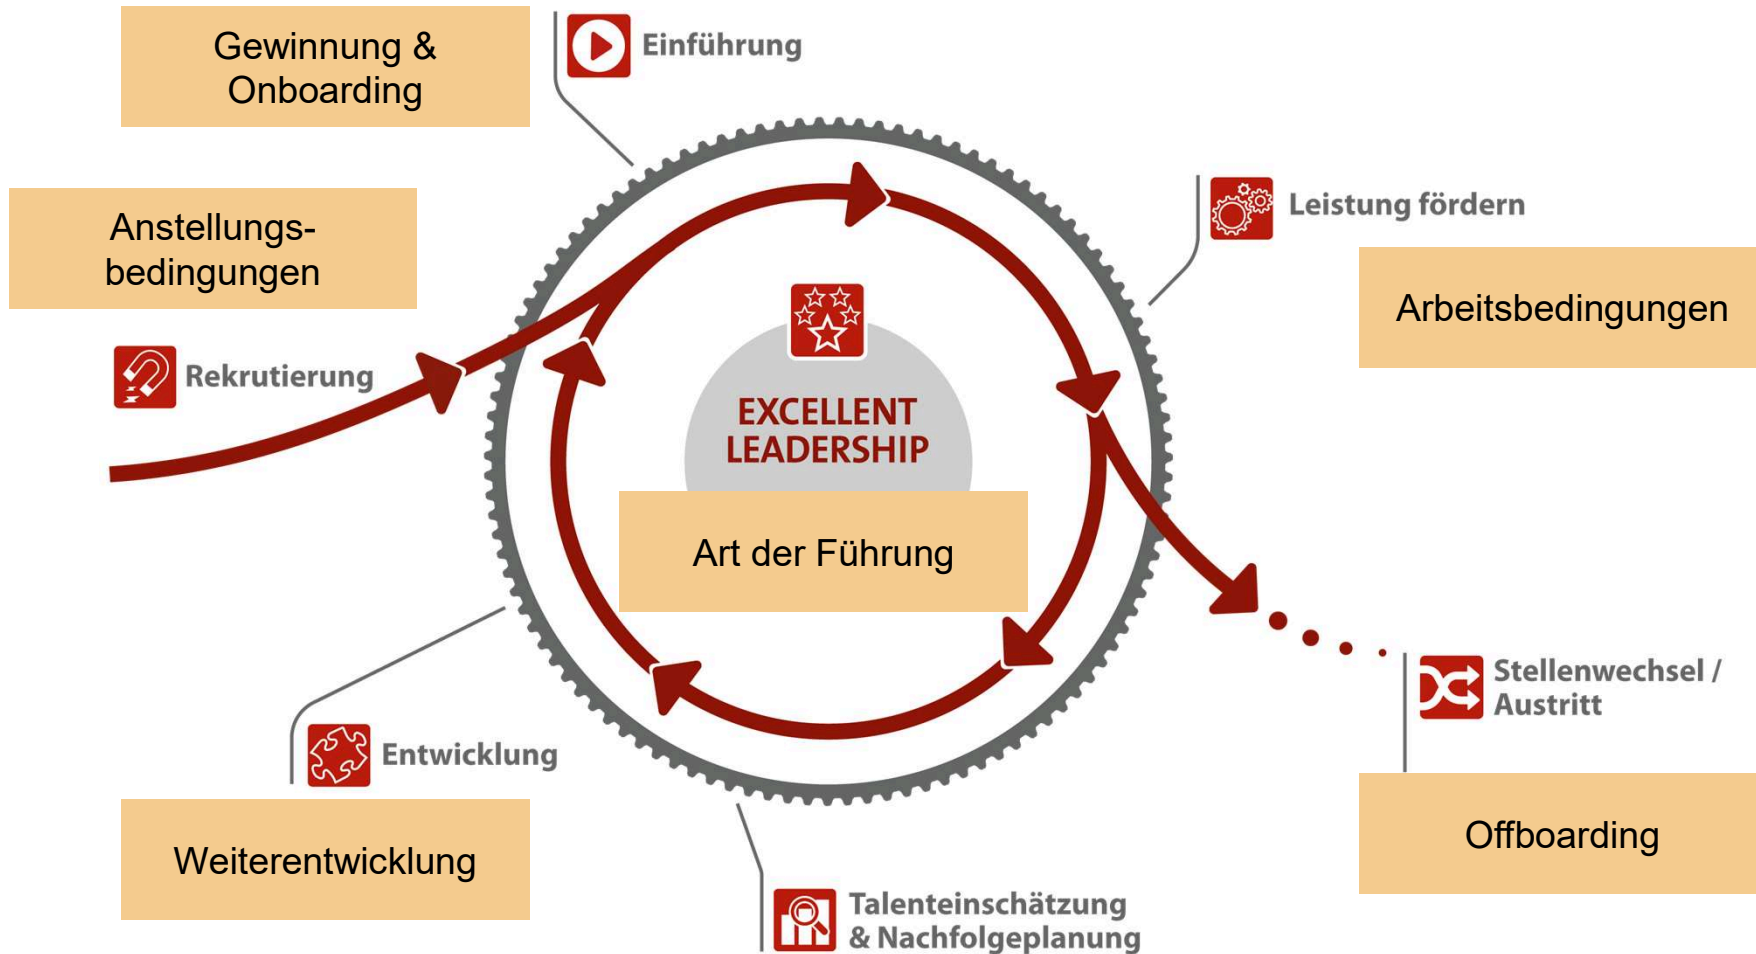 Gewinnung &
Onboarding
Einführung
Anstellungs-
bedingungen
Leistung fördern
Arbeitsbedingungen
Rekrutierung
EXCELLENT
LEADERSHIP
Art der Führung
Stellenwechsel /
Austritt
Entwicklung
Offboarding
Weiterentwicklung
Talenteinschätzung
& Nachfolgeplanung